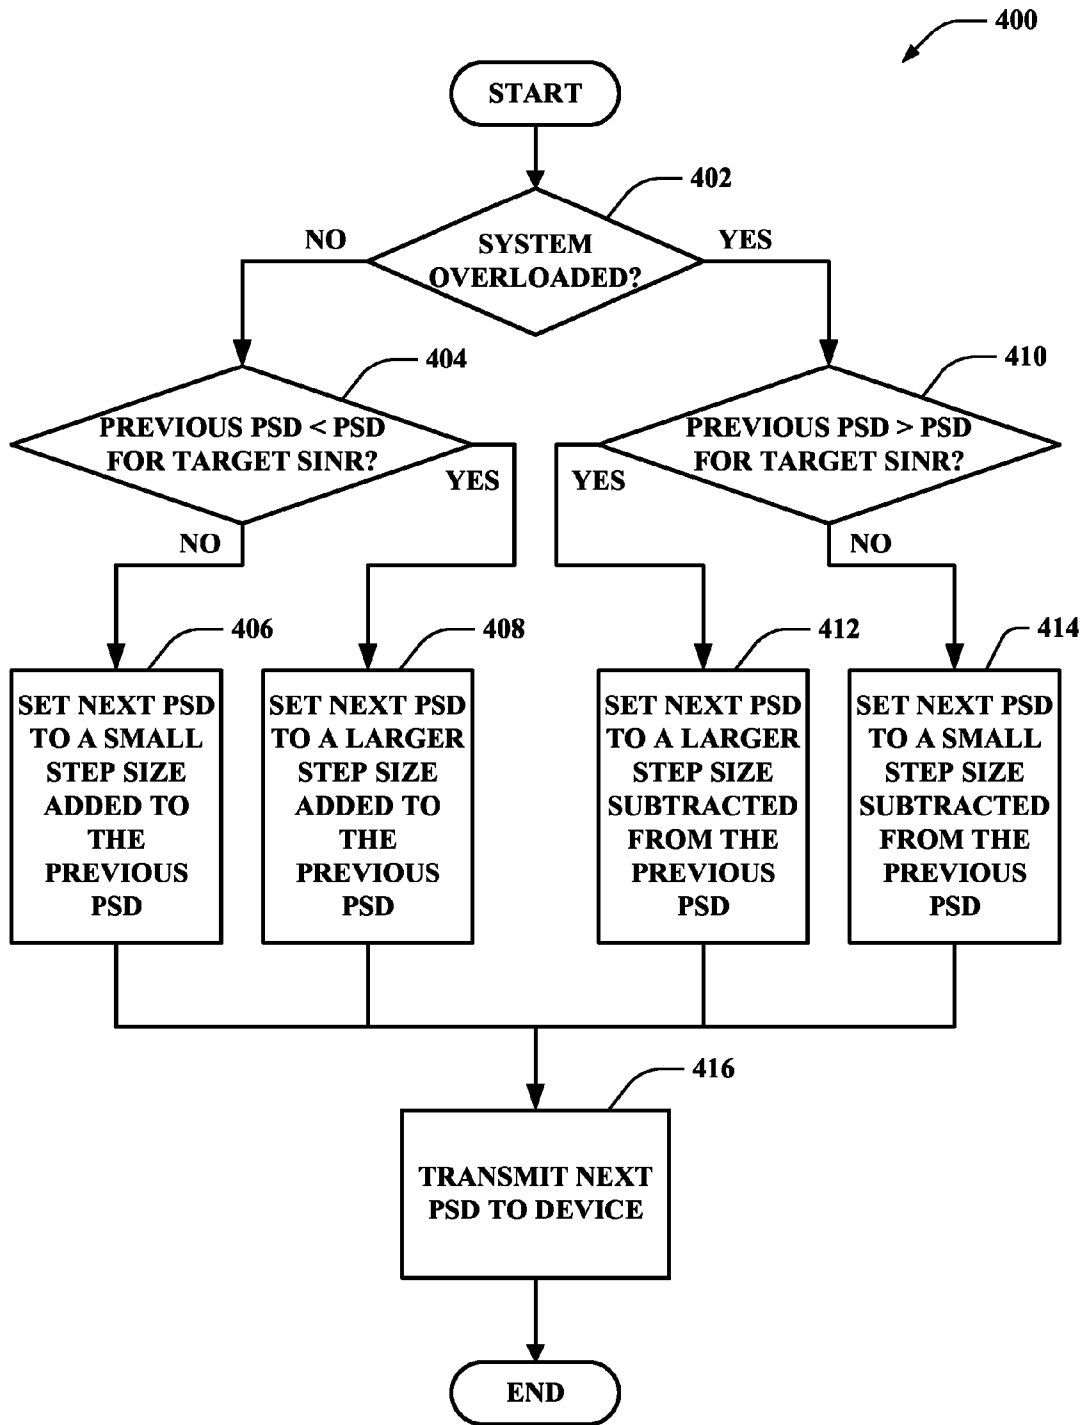 400
START
402
NO
SYSTEM
OVERLOADED?
YES
404
410
PREVIOUS PSD < PSD
FOR TARGET SINR?
YES
NO
PREVIOUS PSD > PSD
FOR TARGET SINR?
YES
NO
406
SET NEXT PSD
TO A SMALL
STEP SIZE
ADDED TO
THE
PREVIOUS
PSD
408
SET NEXT PSD
TO A LARGER
STEP SIZE
ADDED TO
THE
PREVIOUS
PSD
412
SET NEXT PSD
TO A LARGER
STEP SIZE
SUBTRACTED
FROM THE
PREVIOUS
PSD
414
SET NEXT PSD
TO A SMALL
STEP SIZE
SUBTRACTED
FROM THE
PREVIOUS
PSD
416
TRANSMIT NEXT
PSD TO DEVICE
END